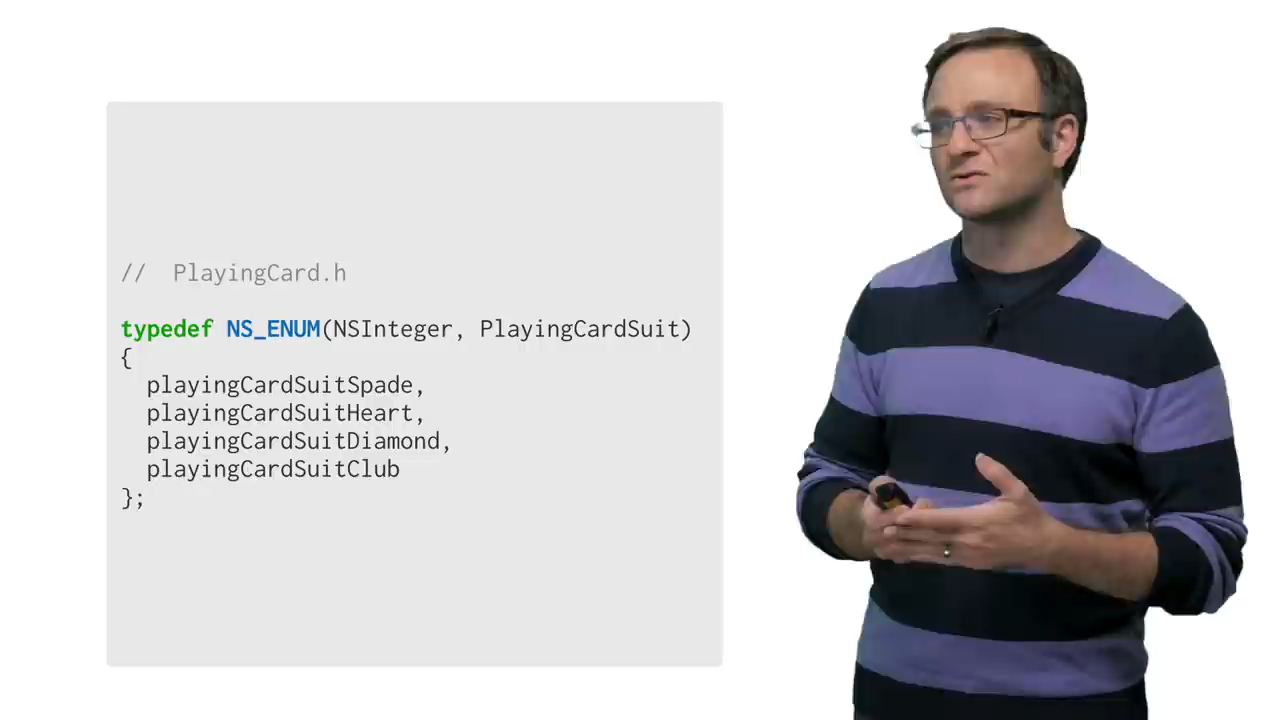 //  PlayingCard.h
typedef NS_ENUM(NSInteger, PlayingCardSuit)
{
  playingCardSuitSpade,
  playingCardSuitHeart,
  playingCardSuitDiamond,
  playingCardSuitClub
};